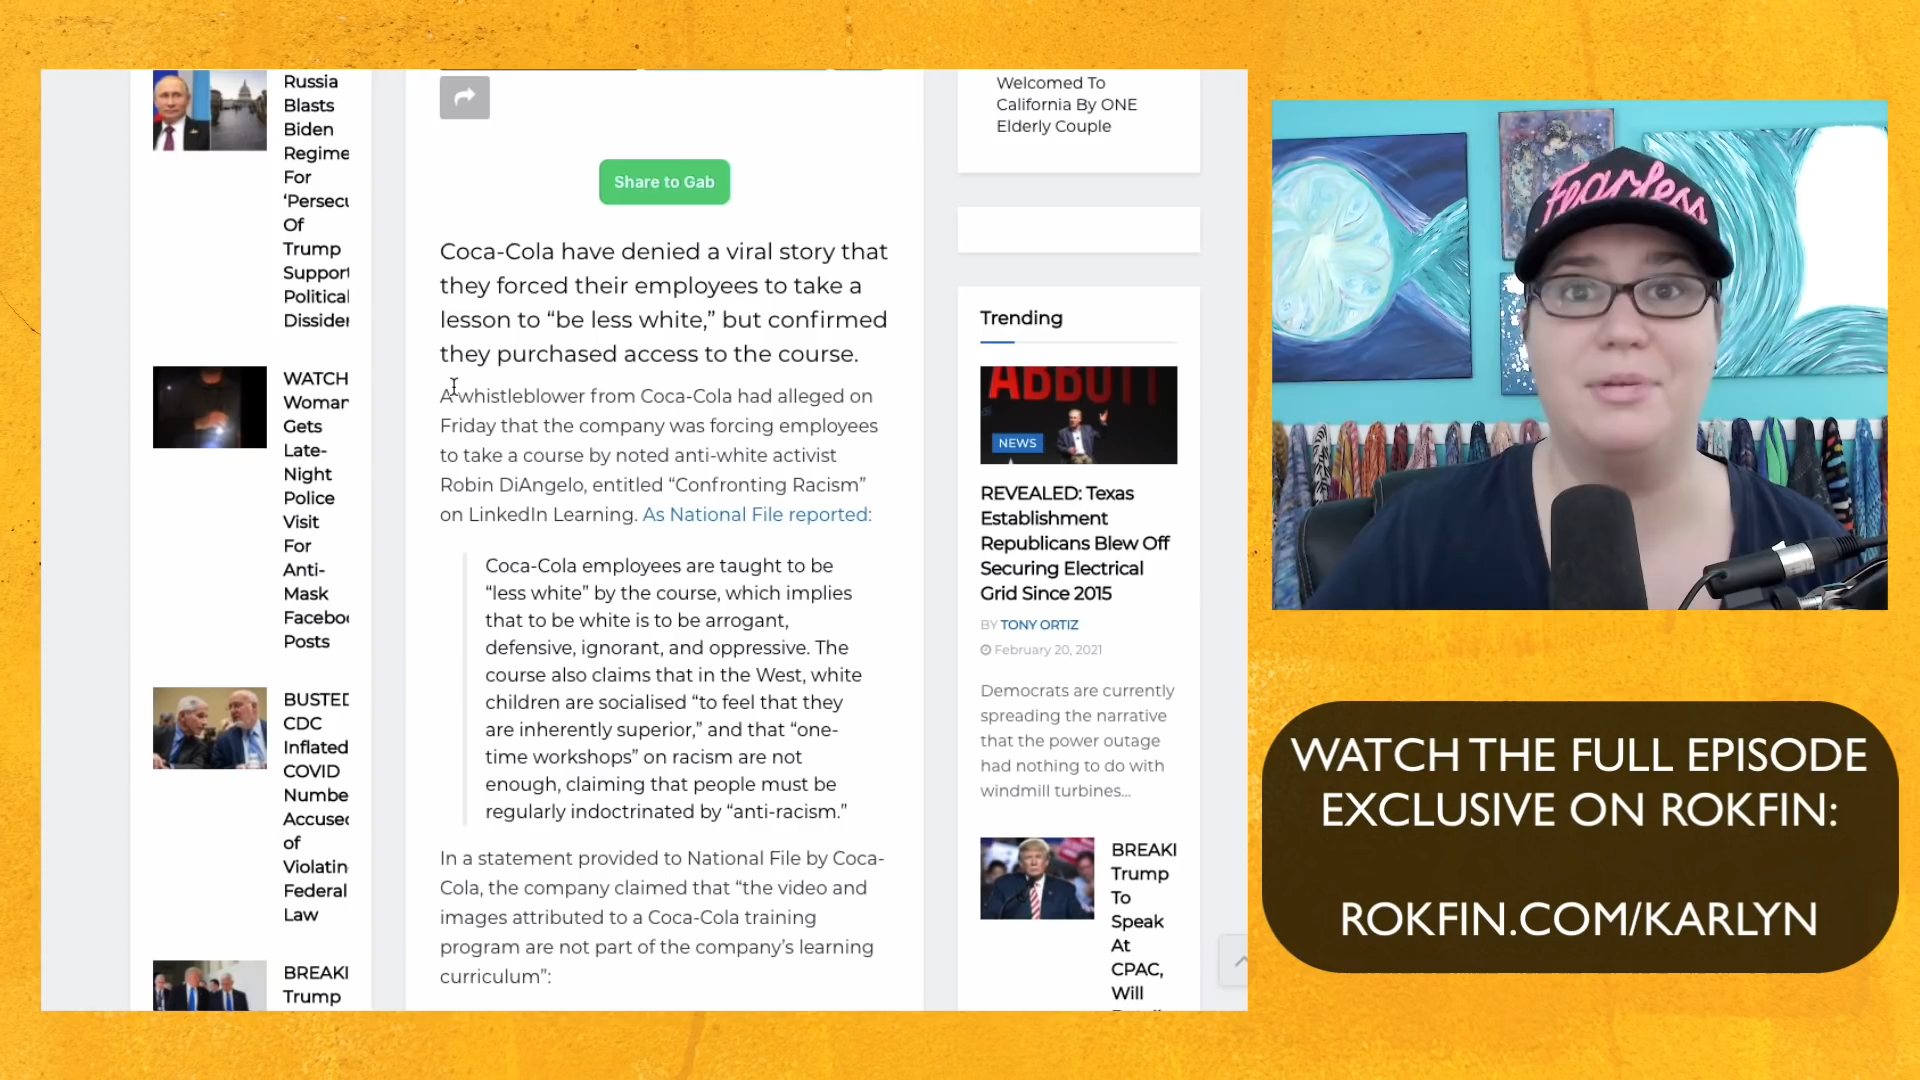 Russia
Blasts
Biden
Regime
For
‘Persecu
Of
Trump
Support
Political
Dissider
WATCH
Woman
Gets
Late-
Night
Police
Visit
For
Anti-
Mask
Faceboo
Posts
BUSTED
CDC
Inflated
COVID
Numbe
Accused
of
Violatin
Federal
Law
BREAKI
Trump
Share to Gab
Coca-Cola have denied a viral story that
they forced their employees to take a
lesson to “be less white,” but confirmed
they purchased access to the course.
A whistleblower from Coca-Cola had alleged on
Friday that the company was forcing employees
to take a course by noted anti-white activist
Robin DiAngelo, entitled “Confronting Racism”
on LinkedIn Learning. As National File reported:
Coca-Cola employees are taught to be
“less white” by the course, which implies
that to be white is to be arrogant,
defensive, ignorant, and oppressive. The
course also claims that in the West, white
children are socialised “to feel that they
are inherently superior,” and that “one-
time workshops” on racism are not
enough, claiming that people must be
regularly indoctrinated by “anti-racism.”
In a statement provided to National File by Coca-
Cola, the company claimed that “the video and
images attributed to a Coca-Cola training
program are not part of the company’s learning
curriculum”:
Welcomed To
California By ONE
Elderly Couple
Trending
ABBOTT
NEWS
REVEALED: Texas
Establishment
Republicans Blew Off
Securing Electrical
Grid Since 2015
BY TONY ORTIZ
February 20, 2021
Democrats are currently
spreading the narrative
that the power outage
had nothing to do with
windmill turbines...
BREAKI
Trump
To
Speak
At
CPAC,
Will
Fearless
WATCH THE FULL EPISODE
EXCLUSIVE ON ROKFIN:
ROKFIN.COM/KARLYN